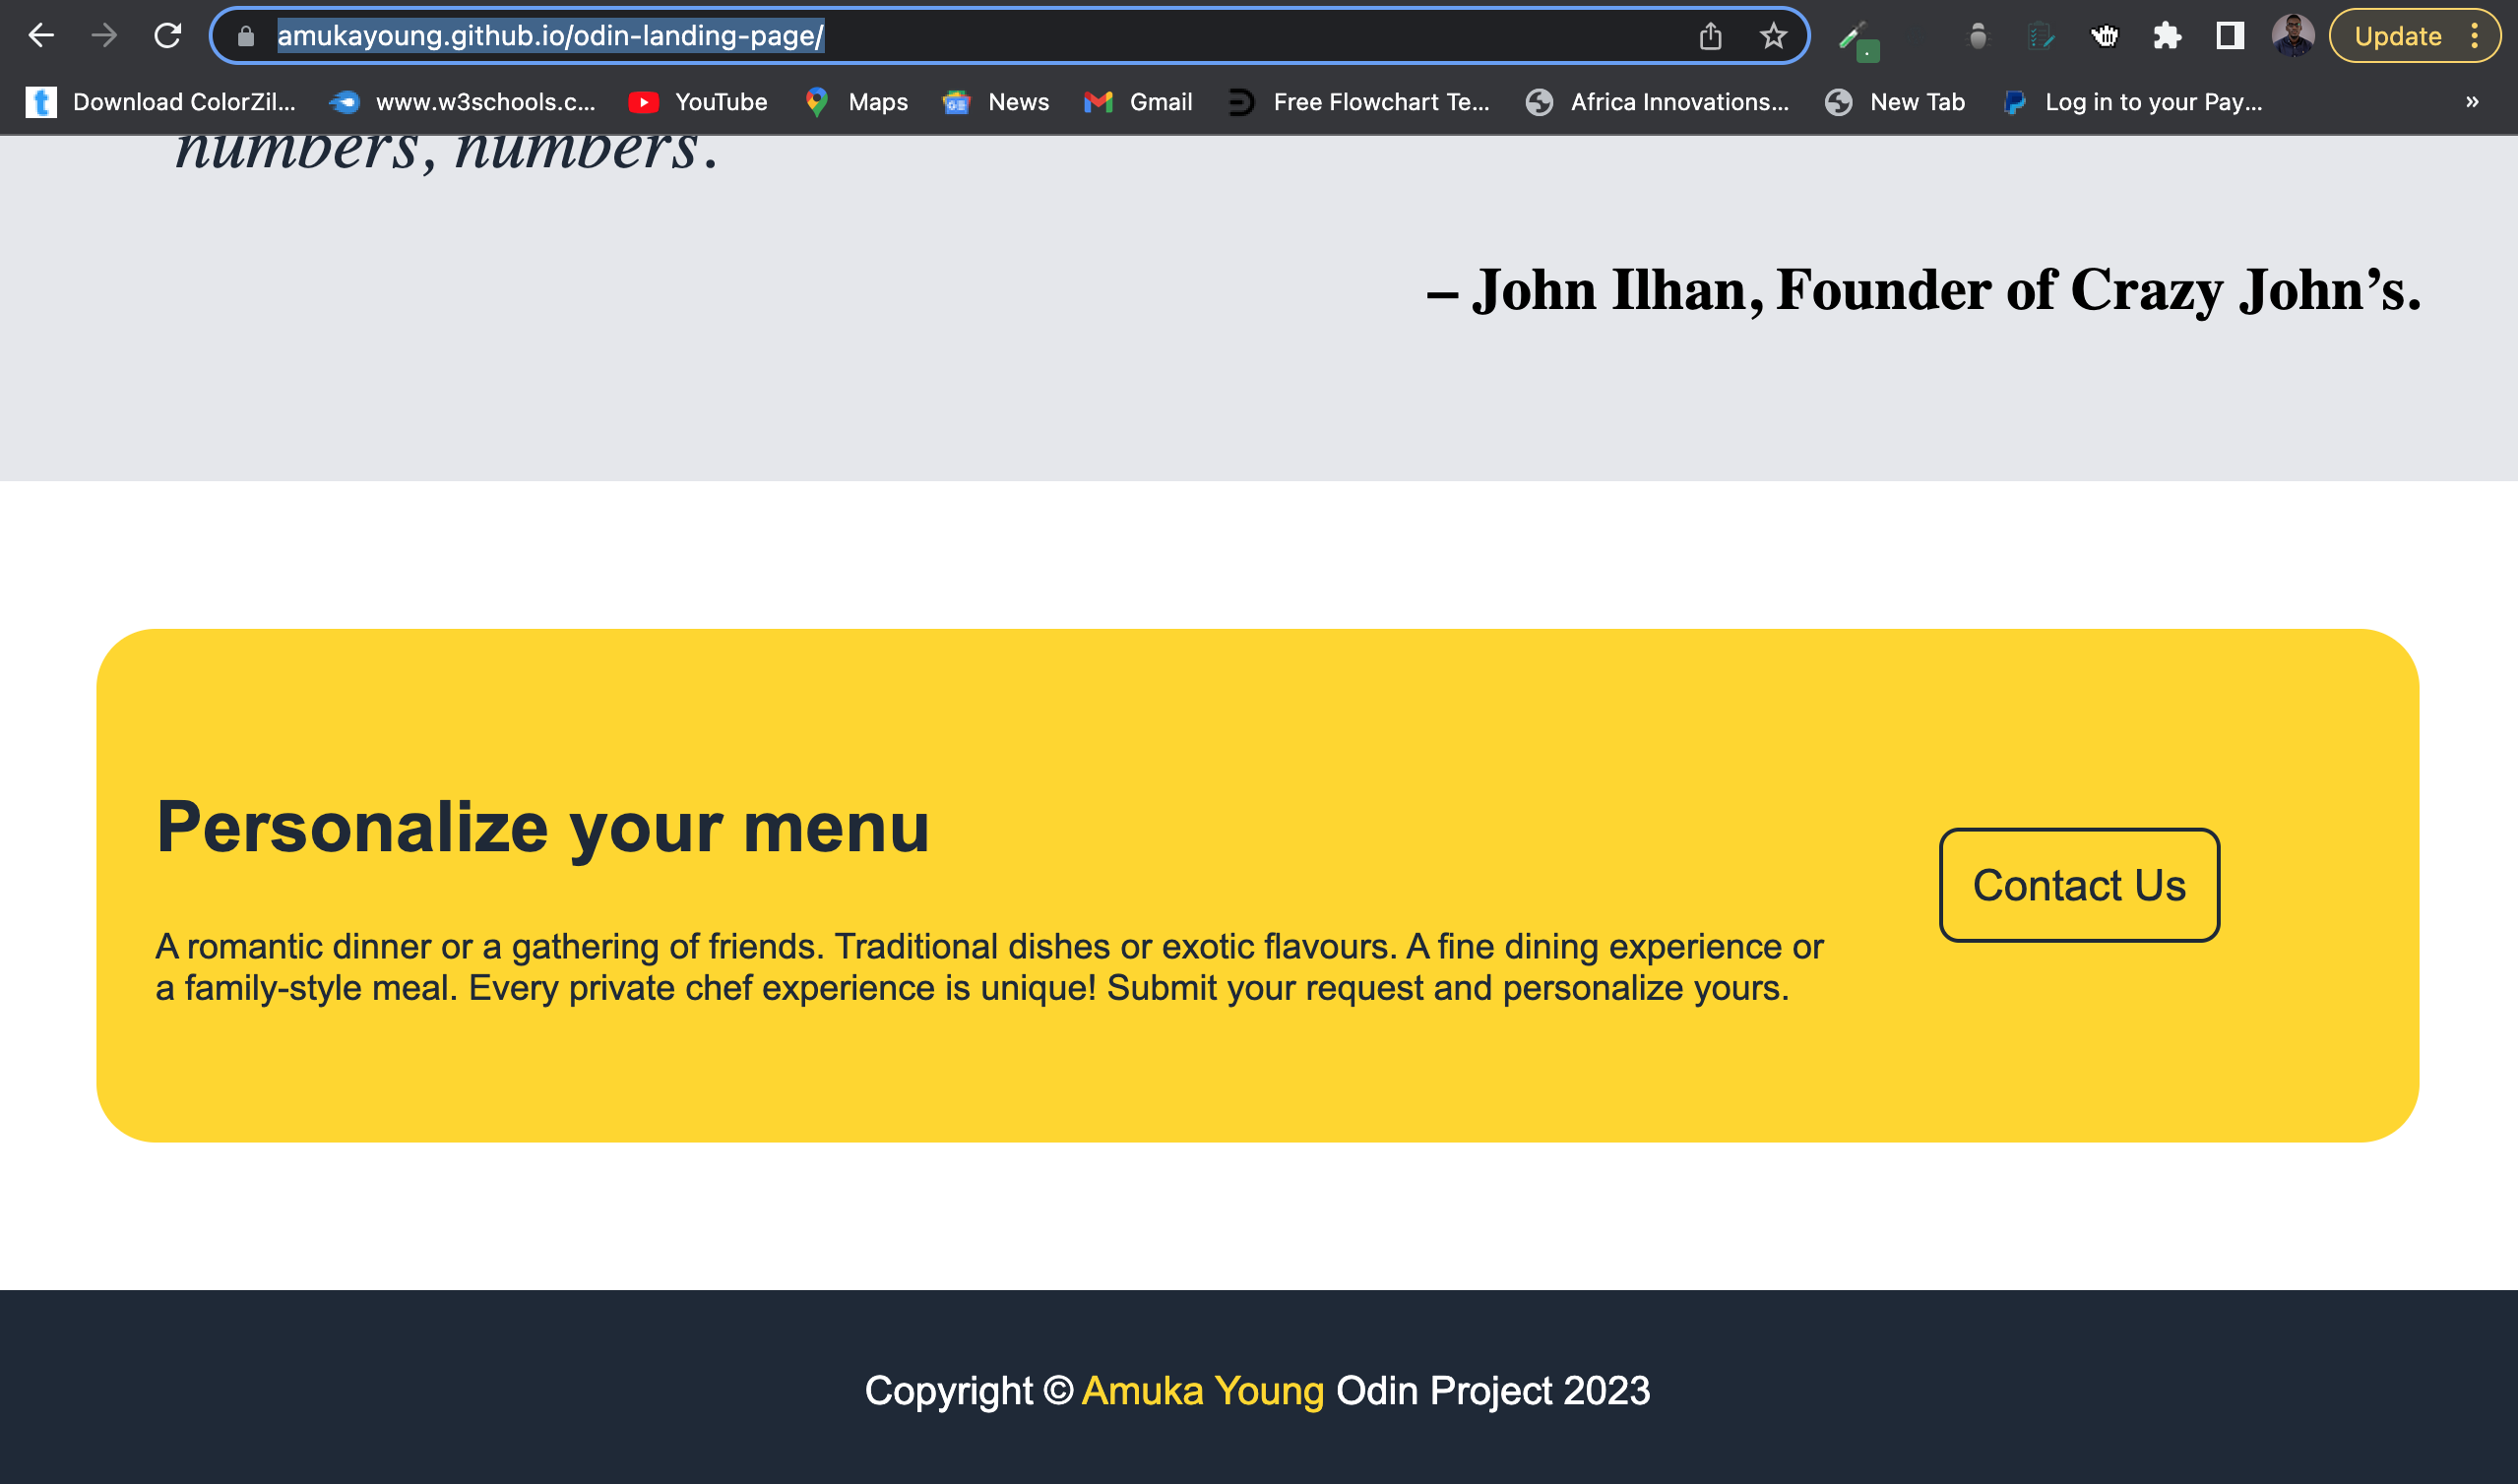 amukayoung.github.io/odin-landing-page/
Update
Download ColorZil... www.w3schools.c... YouTube Maps News Gmail Free Flowchart Te... Africa Innovations... New Tab Log in to your Pay... »
numbers, numbers.
– John Ilhan, Founder of Crazy John’s.
Personalize your menu
Contact Us
A romantic dinner or a gathering of friends. Traditional dishes or exotic flavours. A fine dining experience or
a family-style meal. Every private chef experience is unique! Submit your request and personalize yours.
Copyright © Amuka Young Odin Project 2023